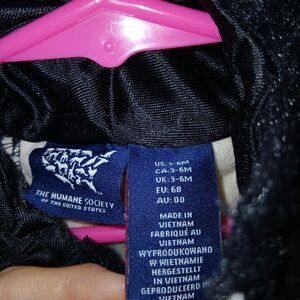 THE HUMANE SOCIETY
OF THE UNITED STATES
US: 3-6M
CA: 3-6M
UK: 3-6M
EU: 68
AU: 00
MADE IN
VIETNAM
FABRIQUÉ AU
VIETNAM
WYPRODUKOWANO
W WIETNAMIE
HERGESTELLT
IN VIETNAM
GEPRODUCEERD IN
VIETNAM